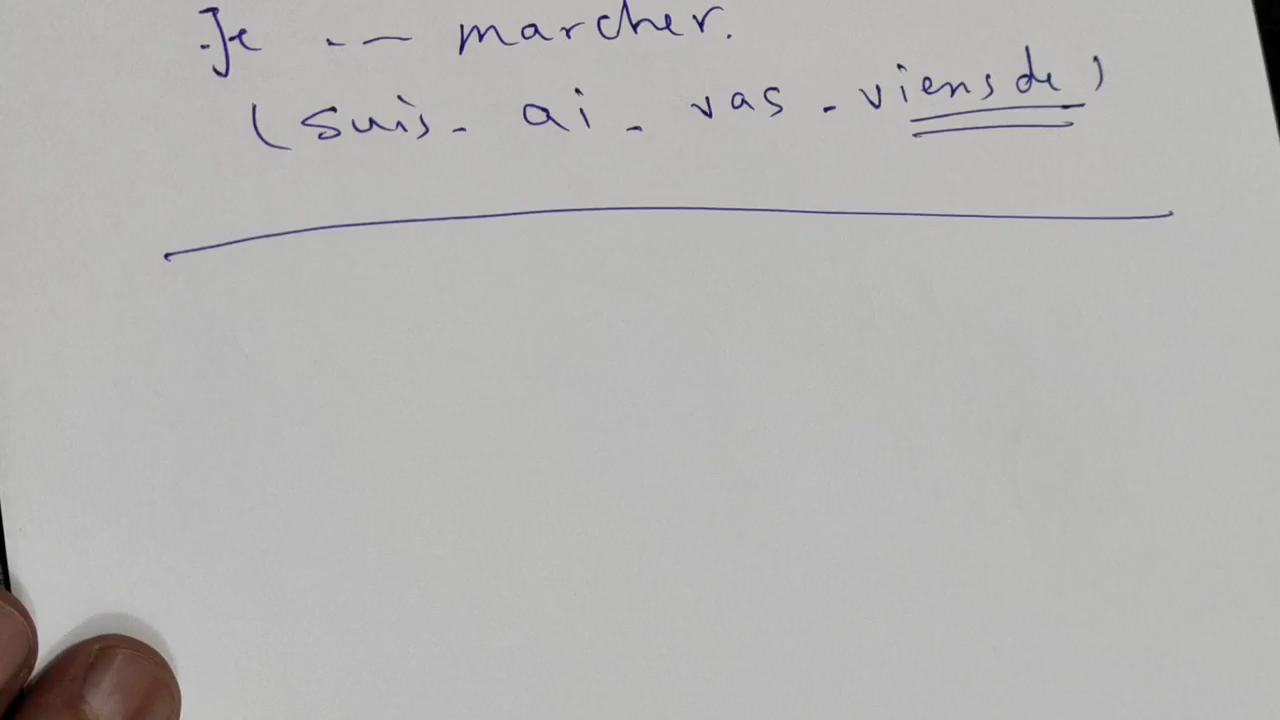 .Je .-- marcher.
(suis - ai - vas - viens de)